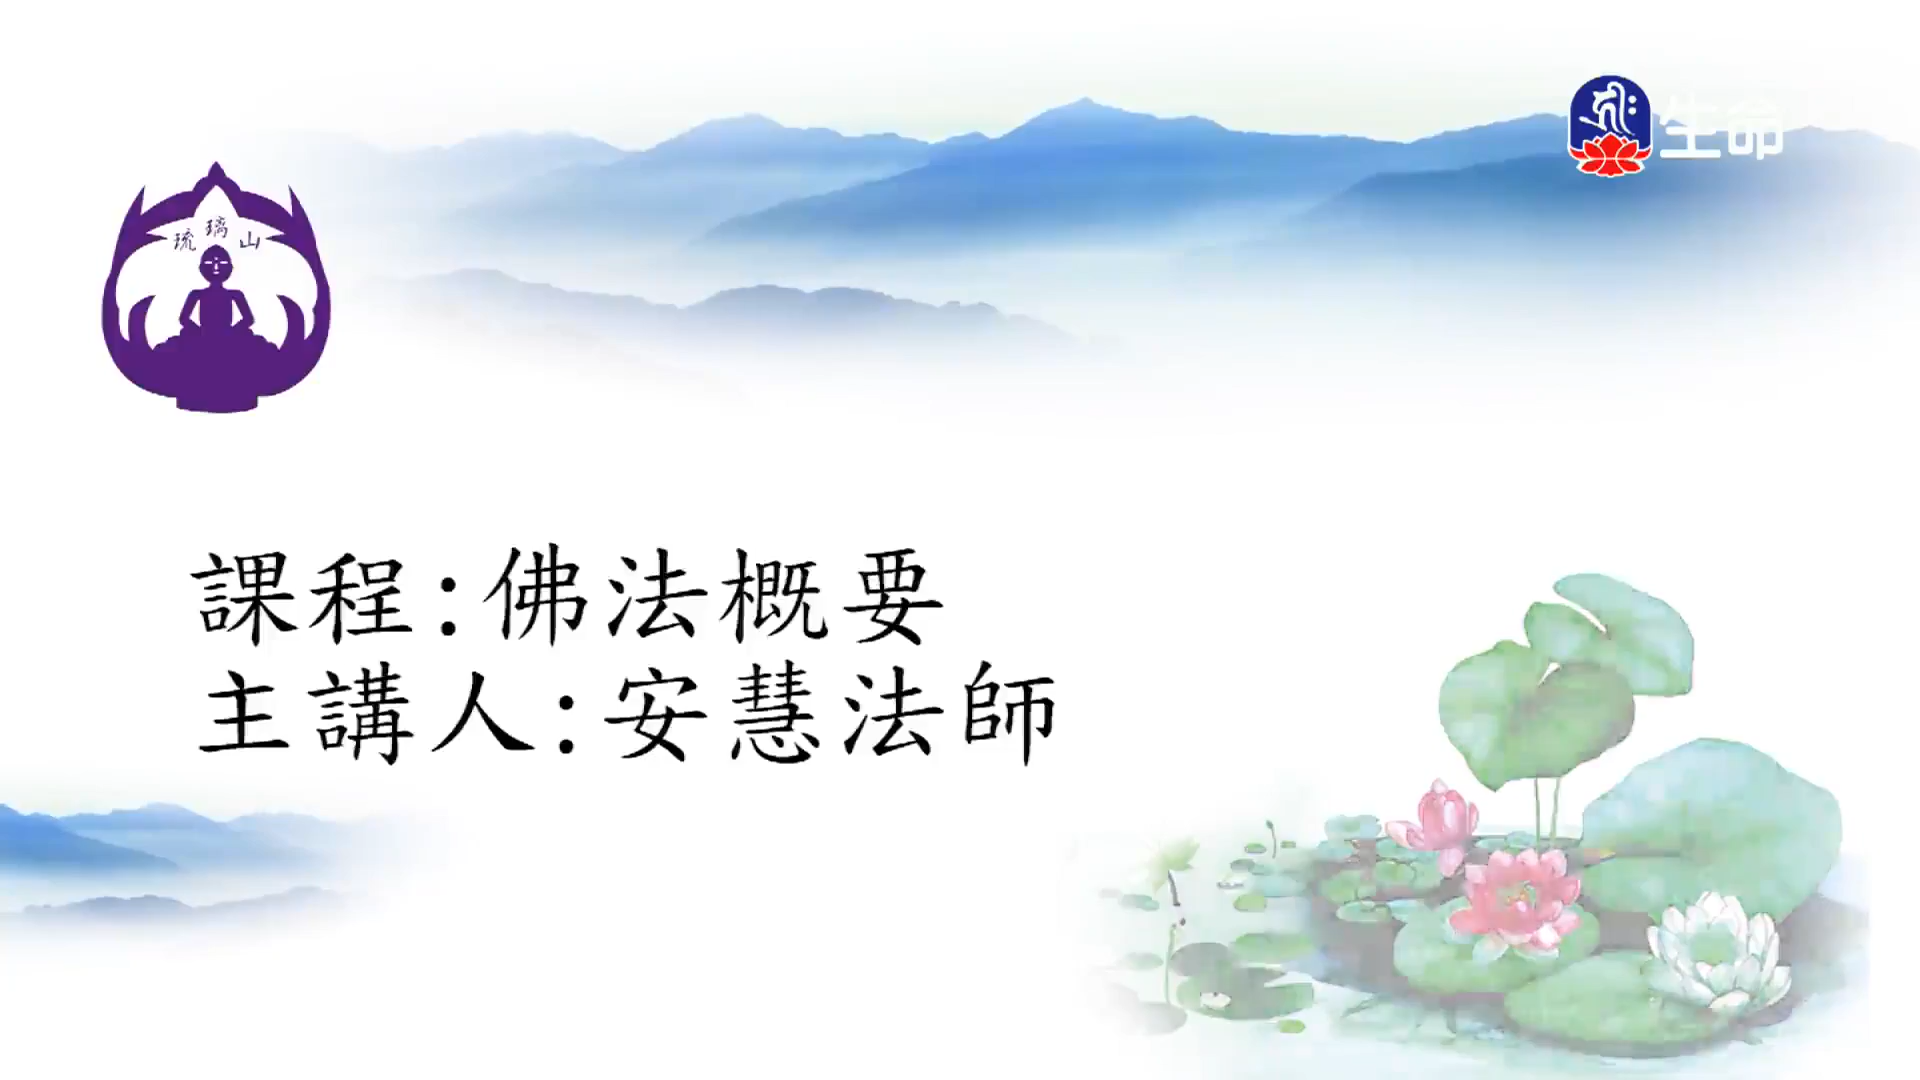 琉璃山
生命
課程:佛法概要
主講人:安慧法師